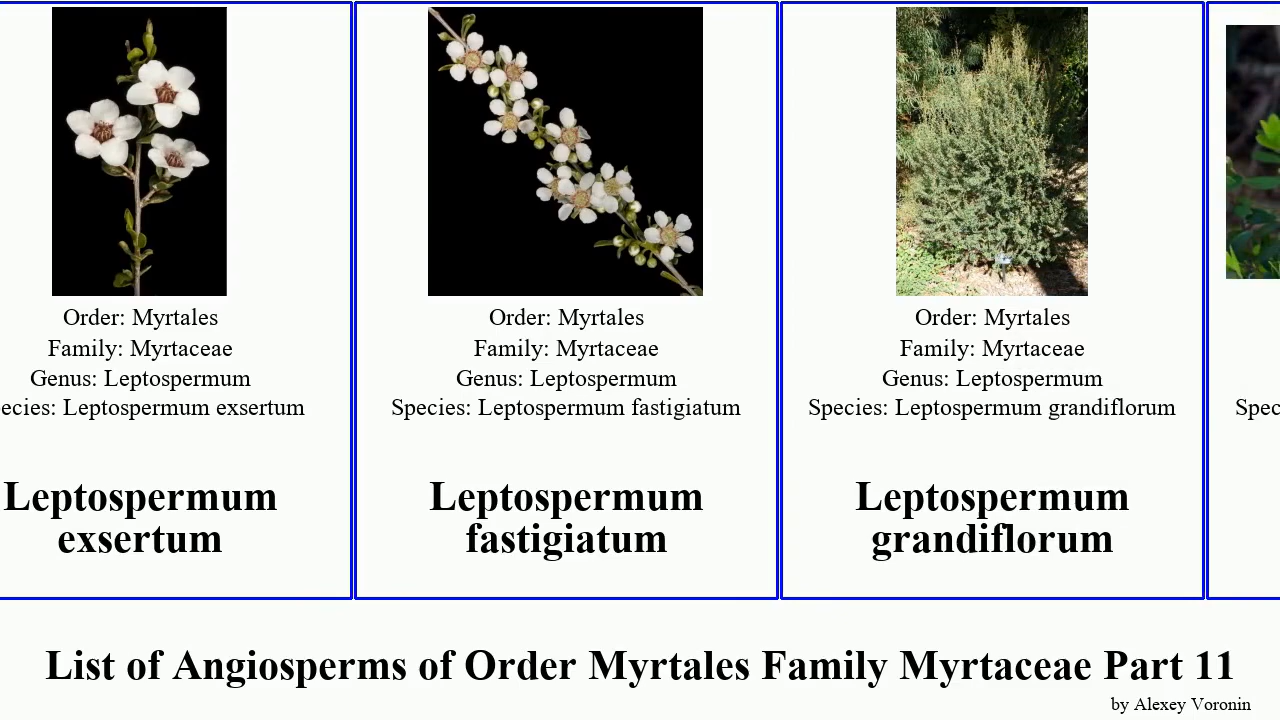 Order: Myrtales
Family: Myrtaceae
Genus: Leptospermum
ecies: Leptospermum exsertum
Leptospermum
exsertum
Order: Myrtales
Family: Myrtaceae
Genus: Leptospermum
Species: Leptospermum fastigiatum
Leptospermum
fastigiatum
Order: Myrtales
Family: Myrtaceae
Genus: Leptospermum
Species: Leptospermum grandiflorum
Leptospermum
grandiflorum
Spec
List of Angiosperms of Order Myrtales Family Myrtaceae Part 11
by Alexey Voronin